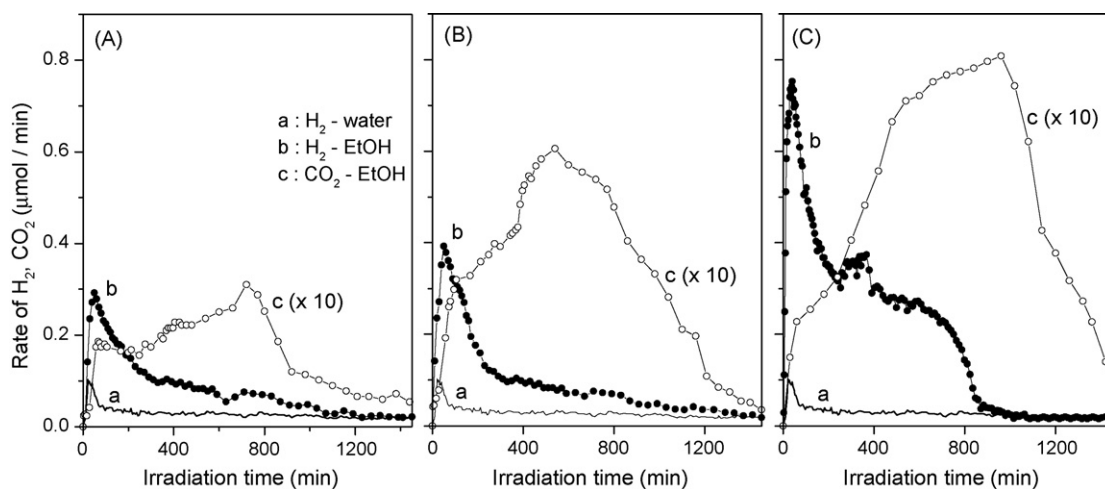 (A)
(B)
(C)
0.8
0.6
0.4
0.2
0.0
Rate of H₂, CO₂ (μmol / min)
a : H₂ - water
b : H₂ - EtOH
c : CO₂ - EtOH
b
c (x 10)
a
b
c (x 10)
a
b
c (x 10)
a
0 400 800 1200
0 400 800 1200
0 400 800 1200
Irradiation time (min)
Irradiation time (min)
Irradiation time (min)